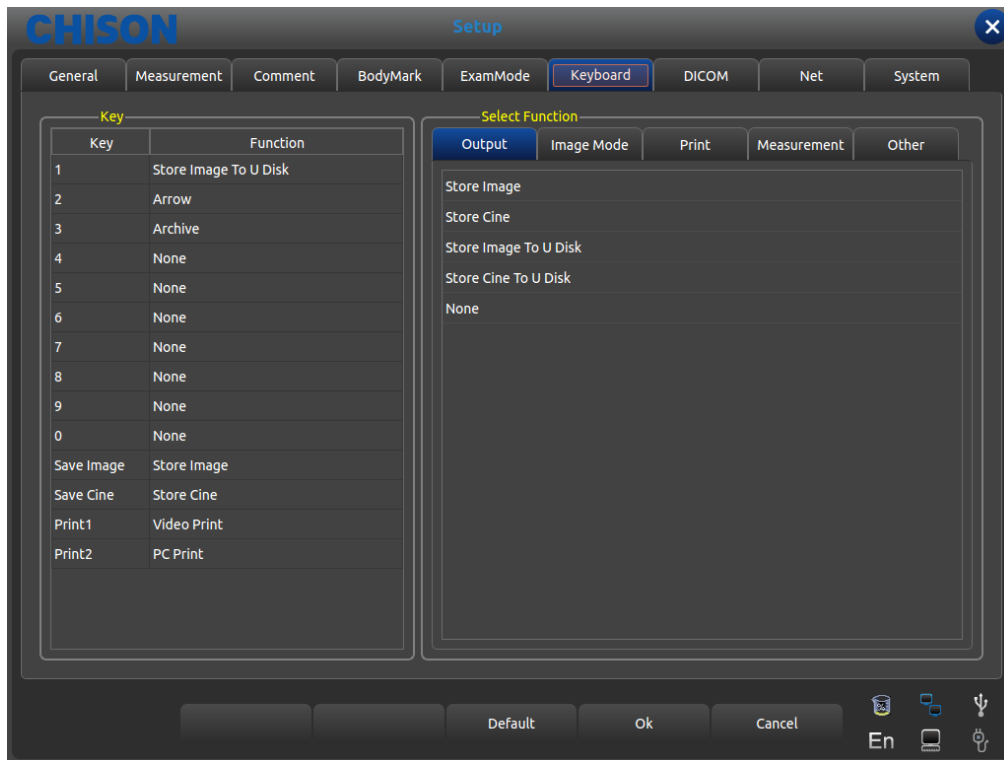 CHISON
Setup
General Measurement Comment BodyMark ExamMode Keyboard DICOM Net System
Key
Key Function
1 Store Image To U Disk
2 Arrow
3 Archive
4 None
5 None
6 None
7 None
8 None
9 None
0 None
Save Image Store Image
Save Cine Store Cine
Print1 Video Print
Print2 PC Print
Select Function
Output Image Mode Print Measurement Other
Store Image
Store Cine
Store Image To U Disk
Store Cine To U Disk
None
Default Ok Cancel
En